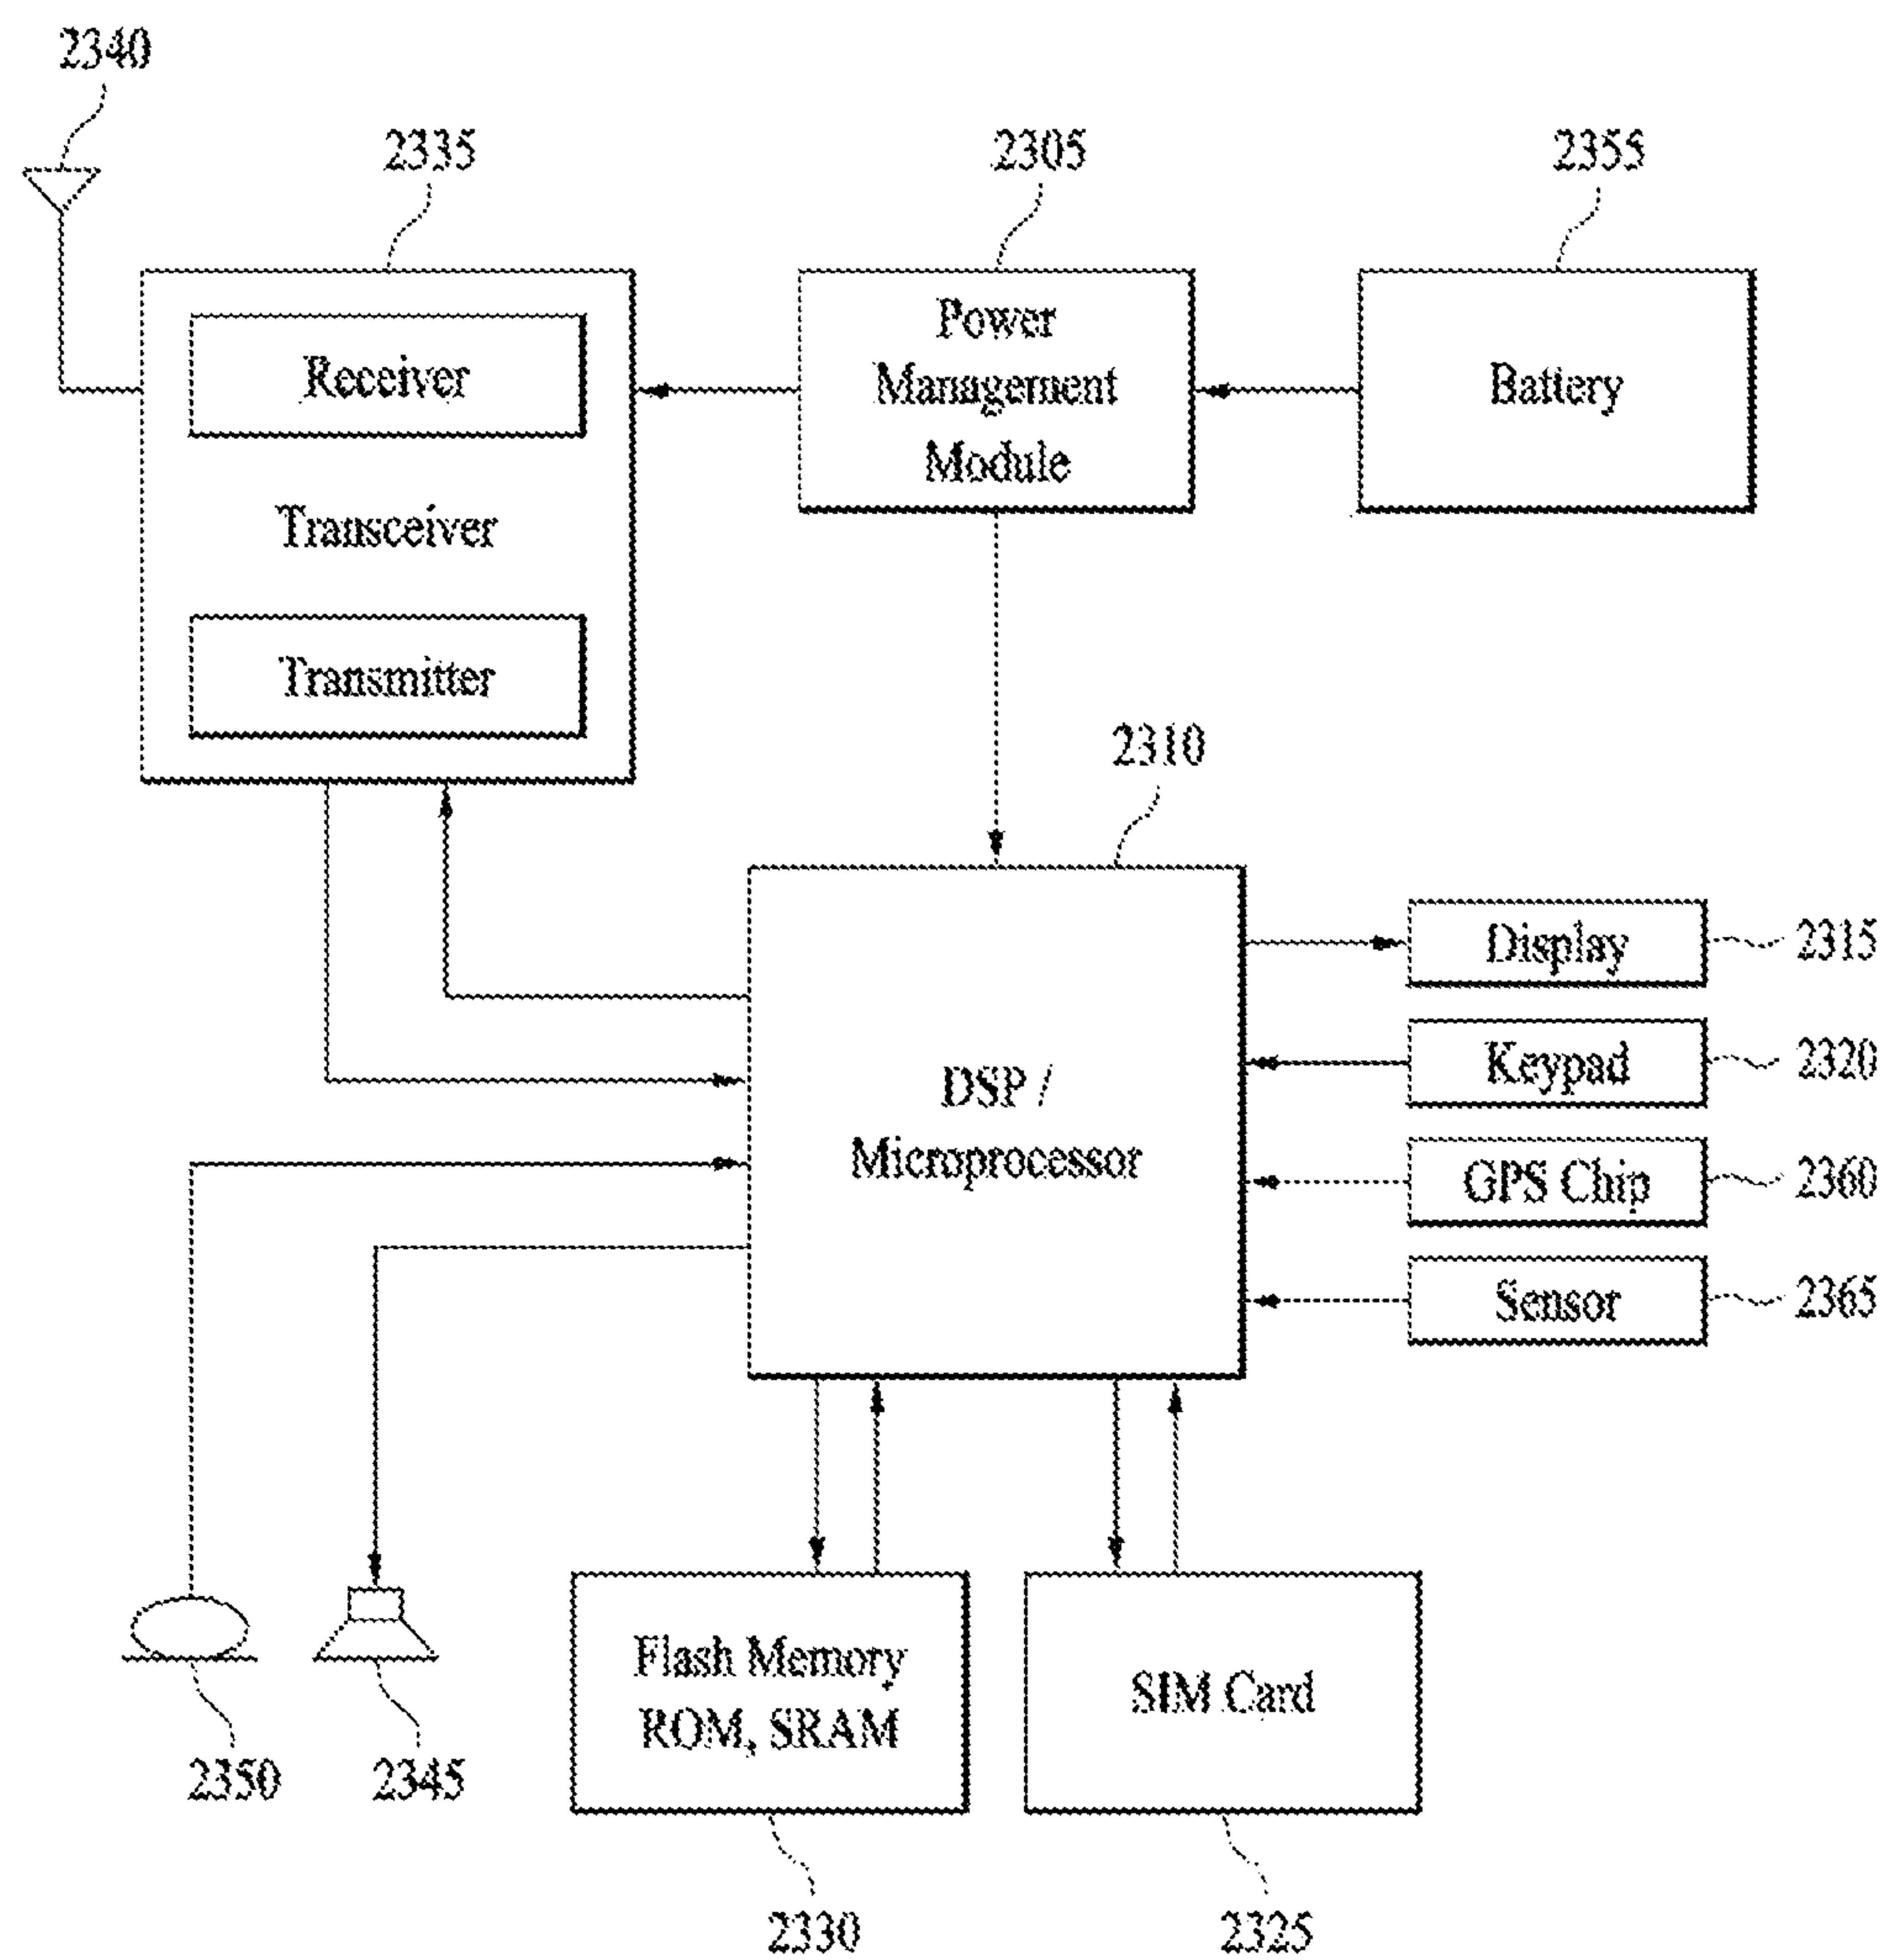 2340
2335
2305
2355
Receiver
Transceiver
Transmitter
Power
Management
Module
Battery
2310
DSP /
Microprocessor
Display
2315
Keypad
2320
GPS Chip
2360
Sensor
2365
2350
2345
Flash Memory
ROM, SRAM
SIM Card
2330
2325